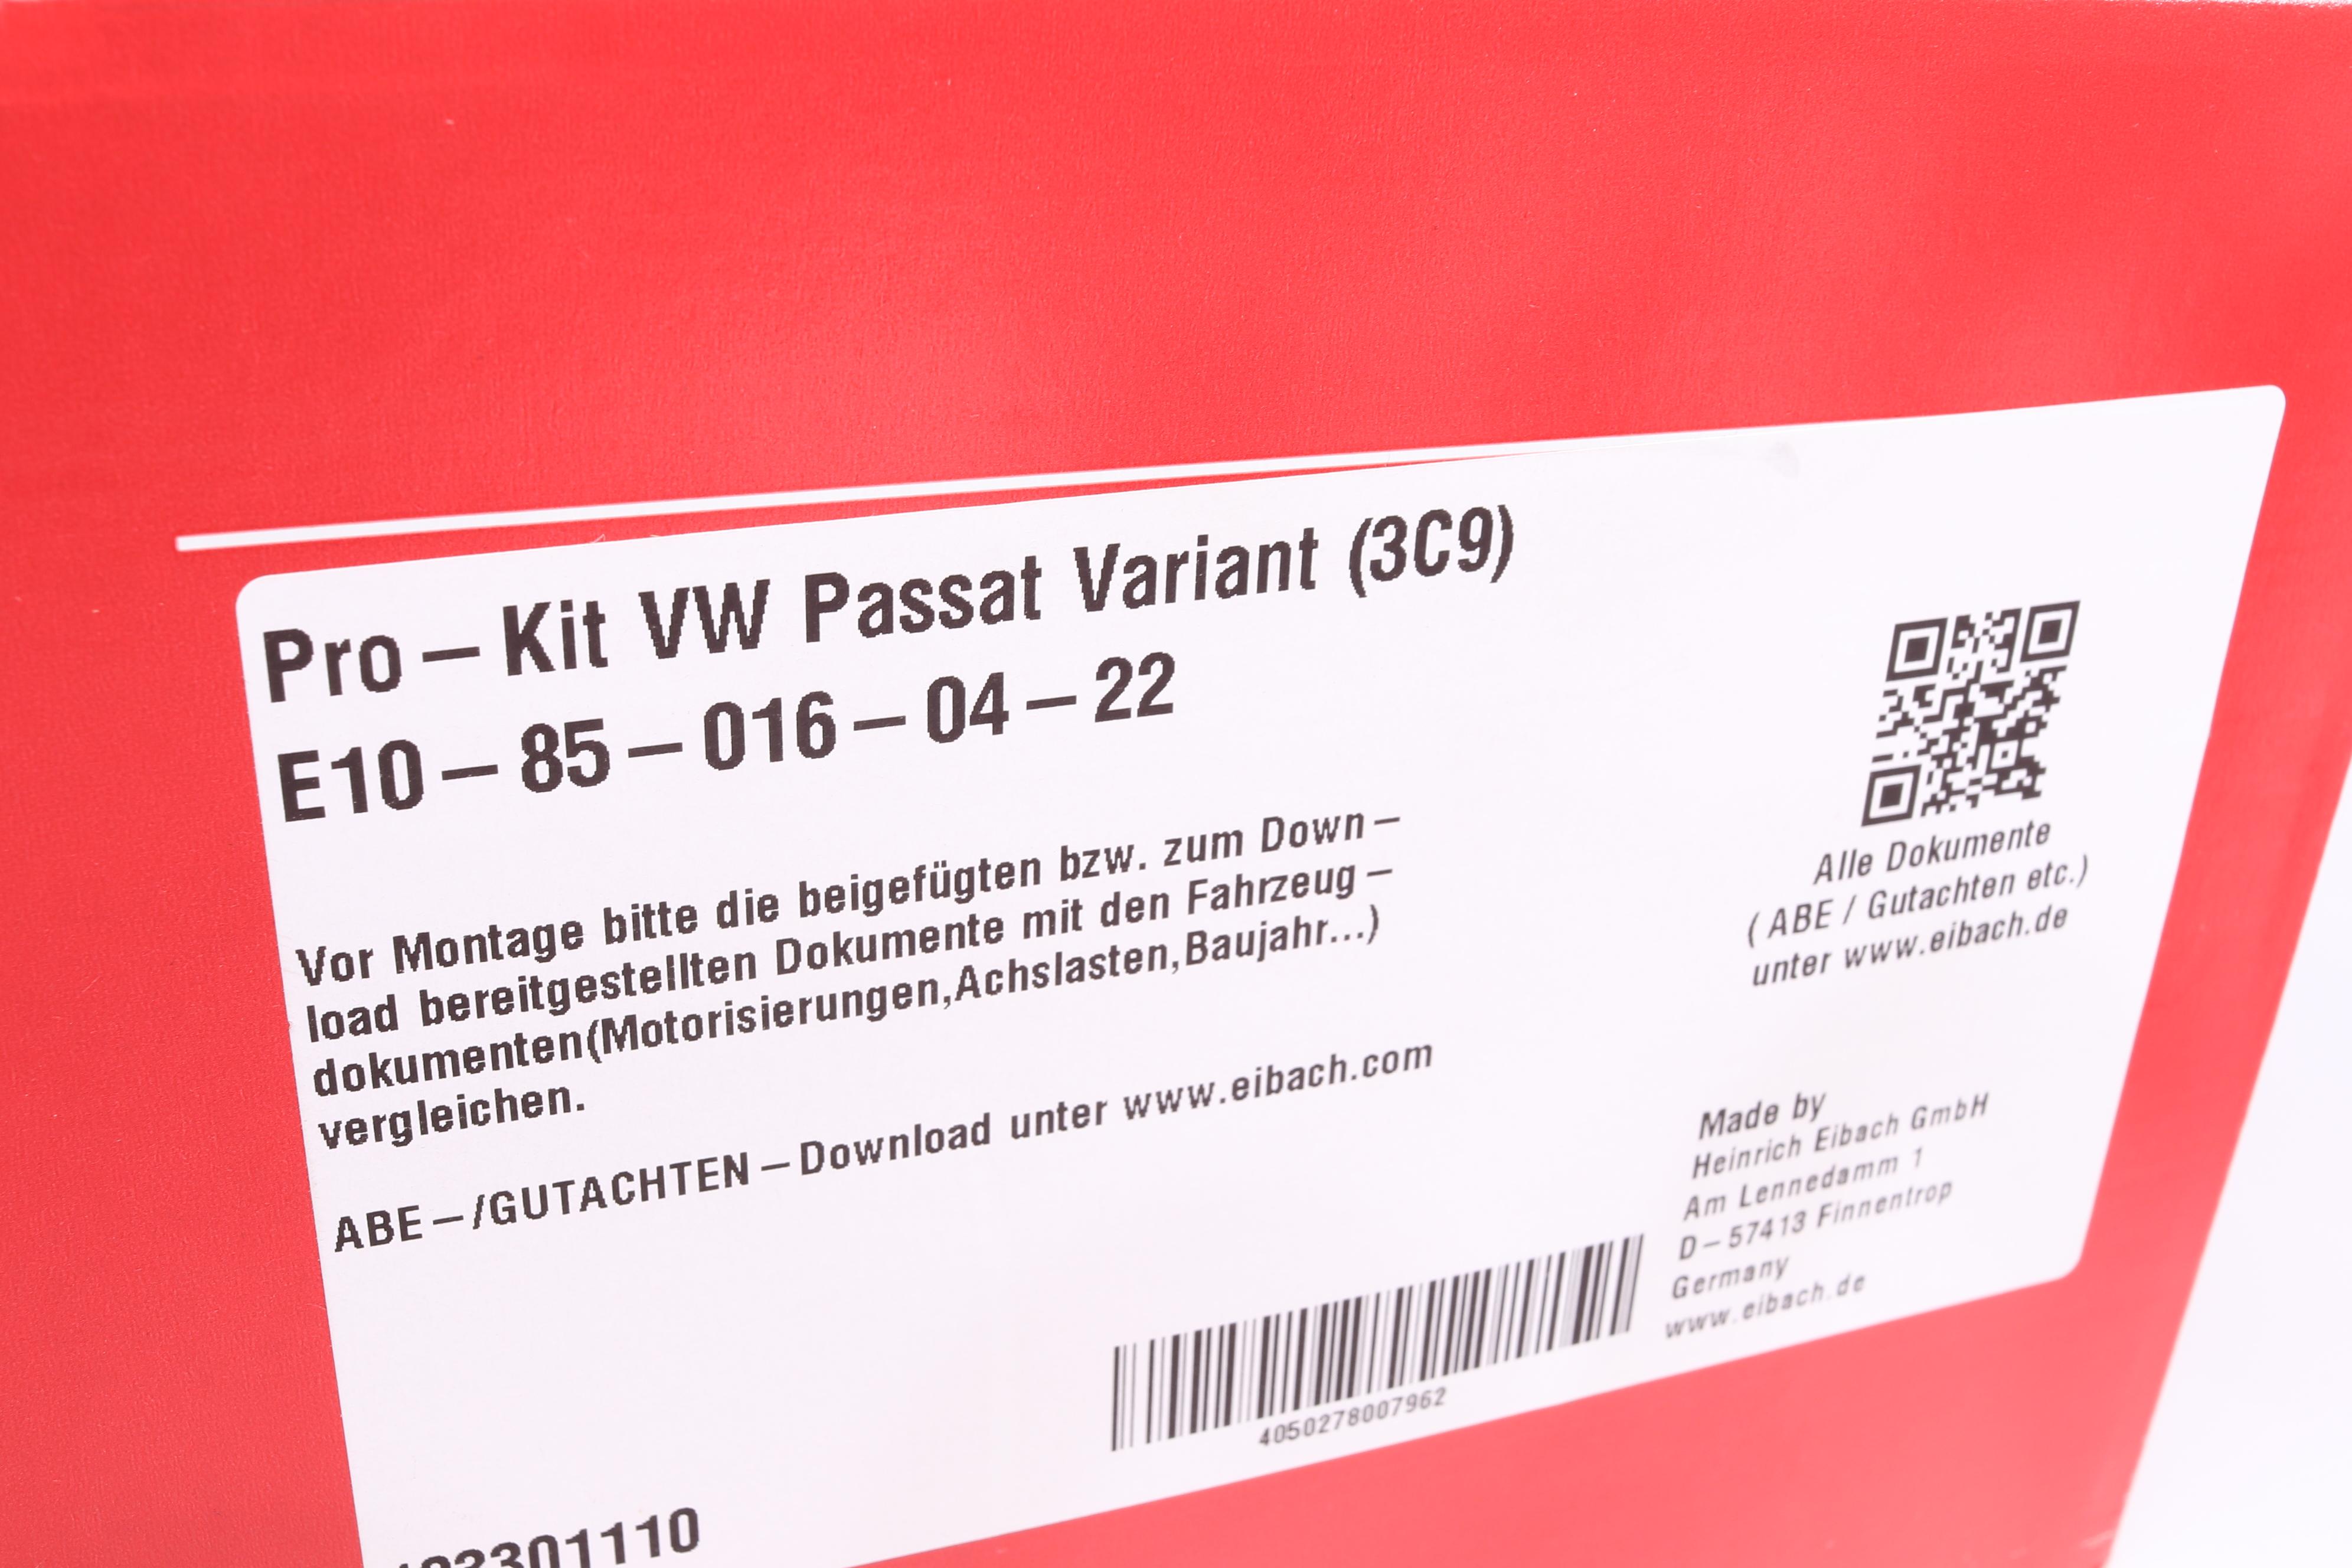 Pro-Kit VW Passat Variant (3C9)
E10-85-016-04-22
Vor Montage bitte die beigefügten bzw. zum Down-
load bereitgestellten Dokumente mit den Fahrzeug-
dokumenten(Motorisierungen,Achslasten,Baujahr...)
vergleichen.
ABE-/GUTACHTEN-Download unter www.eibach.com
Alle Dokumente
( ABE / Gutachten etc.)
unter www.eibach.de
Made by
Heinrich Eibach GmbH
Am Lennedamm 1
D-57413 Finnentrop
Germany
www.eibach.de
4050278007962